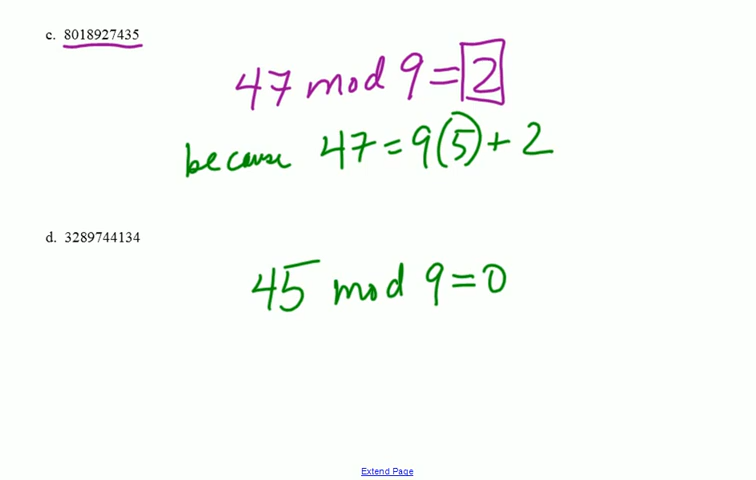 c. 8018927435
47 mod 9 = 2
because 47 = 9(5) + 2
d. 3289744134
45 mod 9 = 0
Extend Page